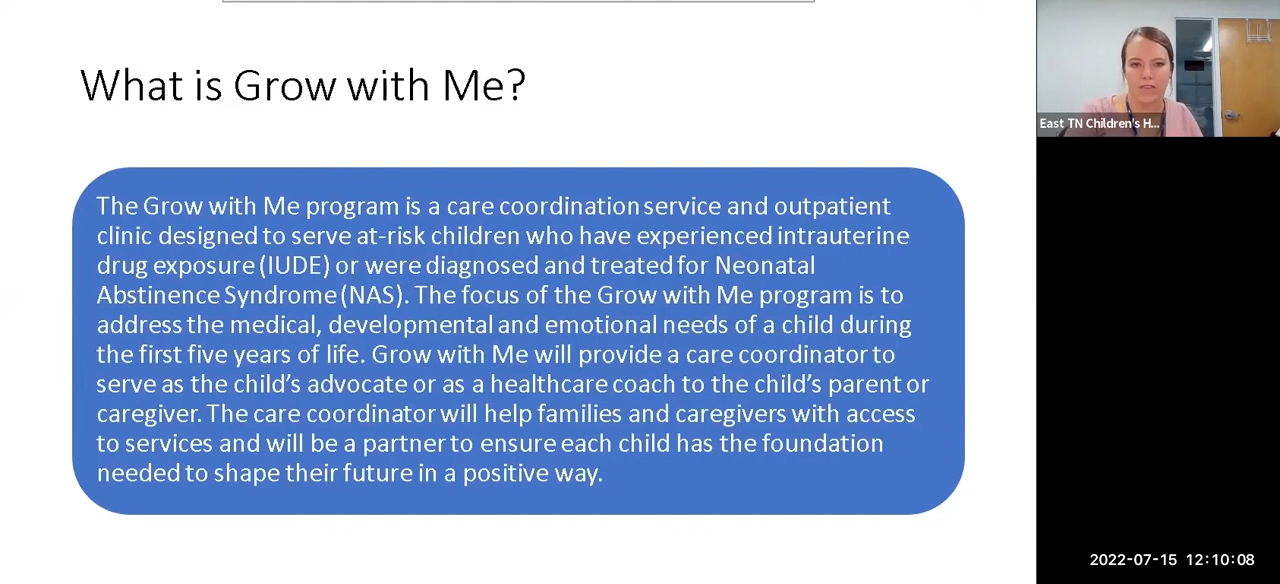 What is Grow with Me?
The Grow with Me program is a care coordination service and outpatient
clinic designed to serve at-risk children who have experienced intrauterine
drug exposure (IUDE) or were diagnosed and treated for Neonatal
Abstinence Syndrome (NAS). The focus of the Grow with Me program is to
address the medical, developmental and emotional needs of a child during
the first five years of life. Grow with Me will provide a care coordinator to
serve as the child's advocate or as a healthcare coach to the child's parent or
caregiver. The care coordinator will help families and caregivers with access
to services and will be a partner to ensure each child has the foundation
needed to shape their future in a positive way.
East TN Children's H...
2022-07-15 12:10:08